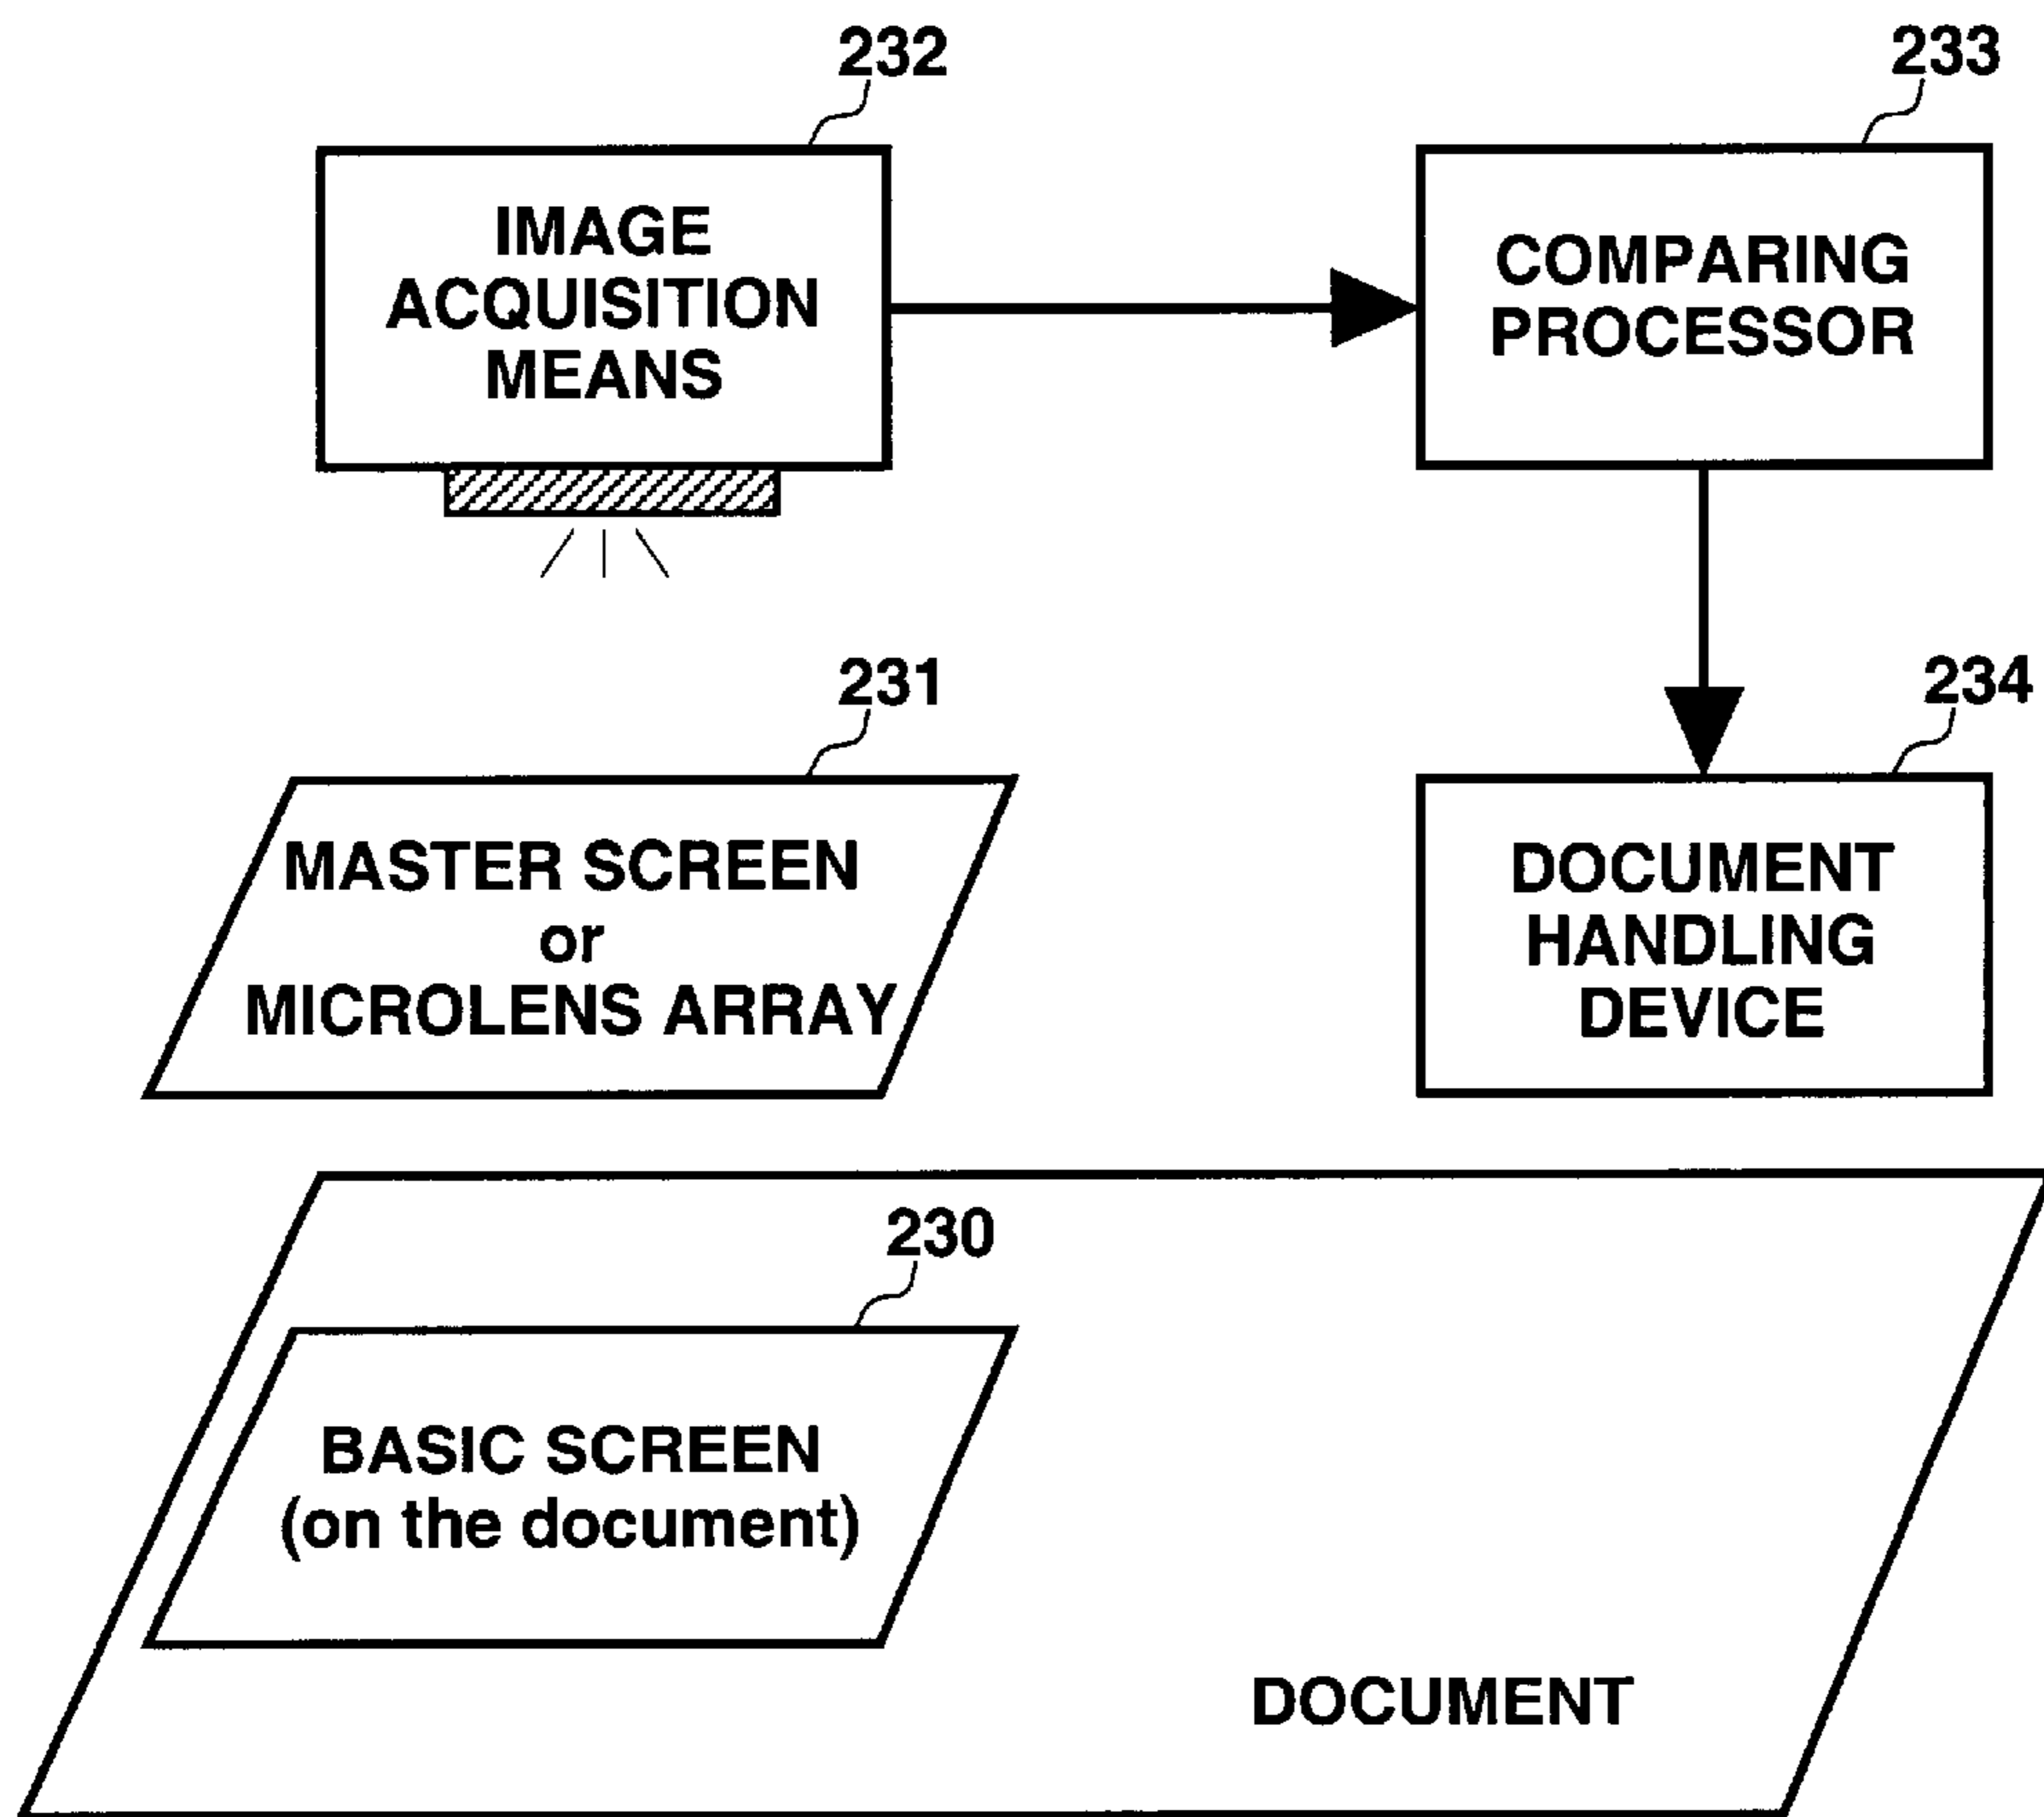 232
IMAGE
ACQUISITION
MEANS
233
COMPARING
PROCESSOR
231
MASTER SCREEN
or
MICROLENS ARRAY
234
DOCUMENT
HANDLING
DEVICE
230
BASIC SCREEN
(on the document)
DOCUMENT